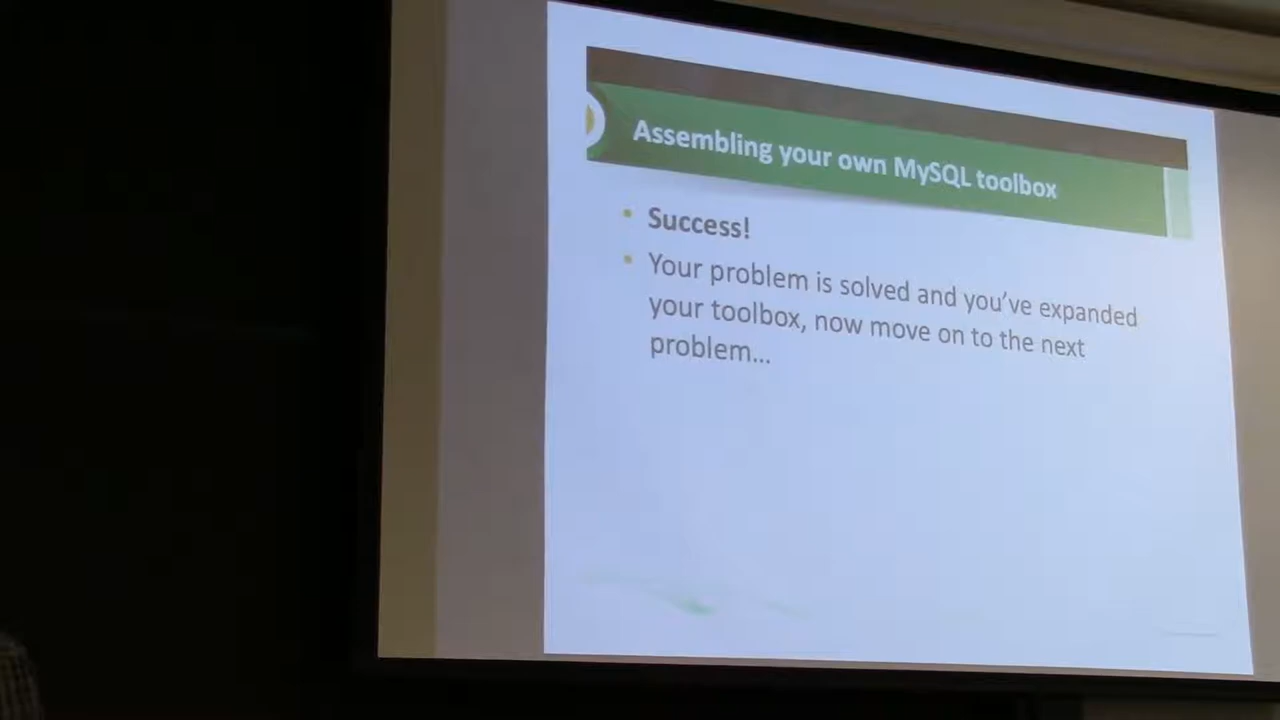 Assembling your own MySQL toolbox
• Success!
• Your problem is solved and you've expanded
your toolbox, now move on to the next
problem...